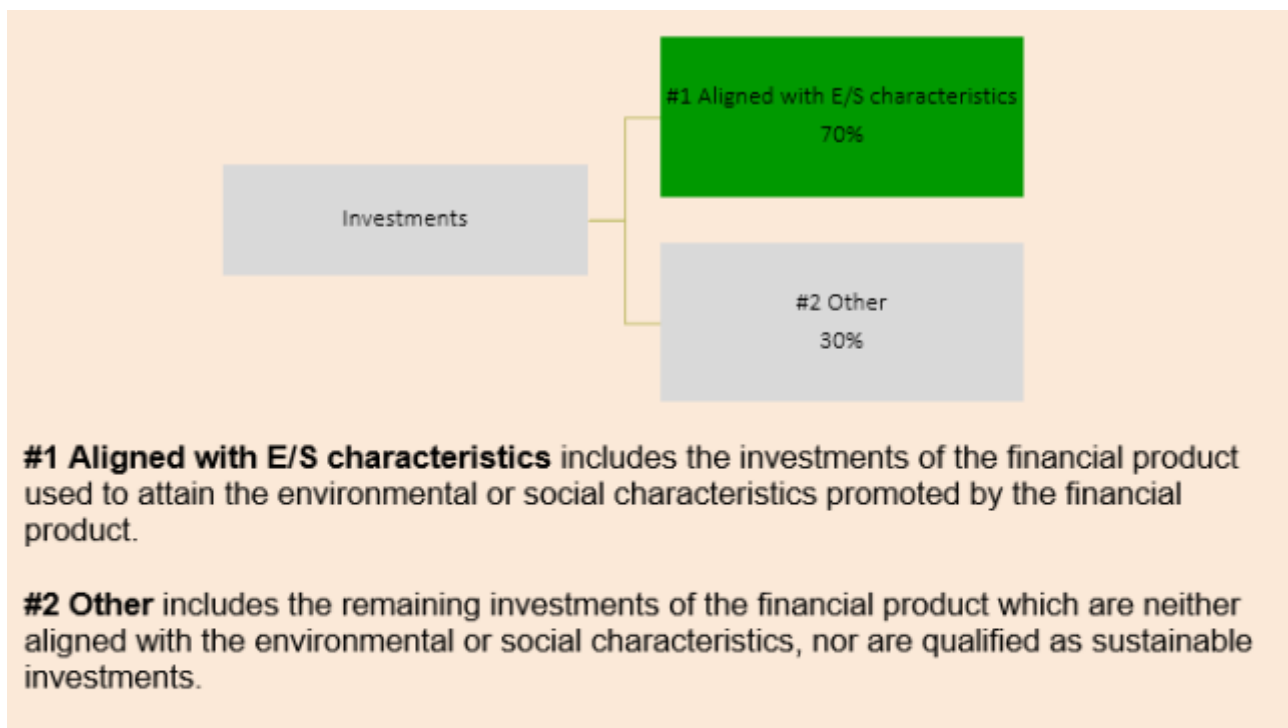 #1 Aligned with E/S characteristics
70%
Investments
#2 Other
30%
#1 Aligned with E/S characteristics includes the investments of the financial product
used to attain the environmental or social characteristics promoted by the financial
product.
#2 Other includes the remaining investments of the financial product which are neither
aligned with the environmental or social characteristics, nor are qualified as sustainable
investments.